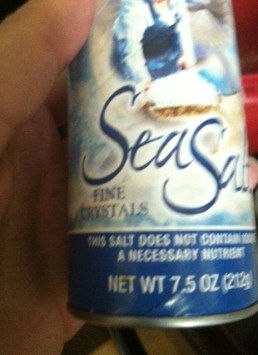 Sea Salt
FINE
CRYSTALS
THIS SALT DOES NOT CONTAIN
A NECESSARY NUTRIENT
NET WT 7.5 OZ (212g)